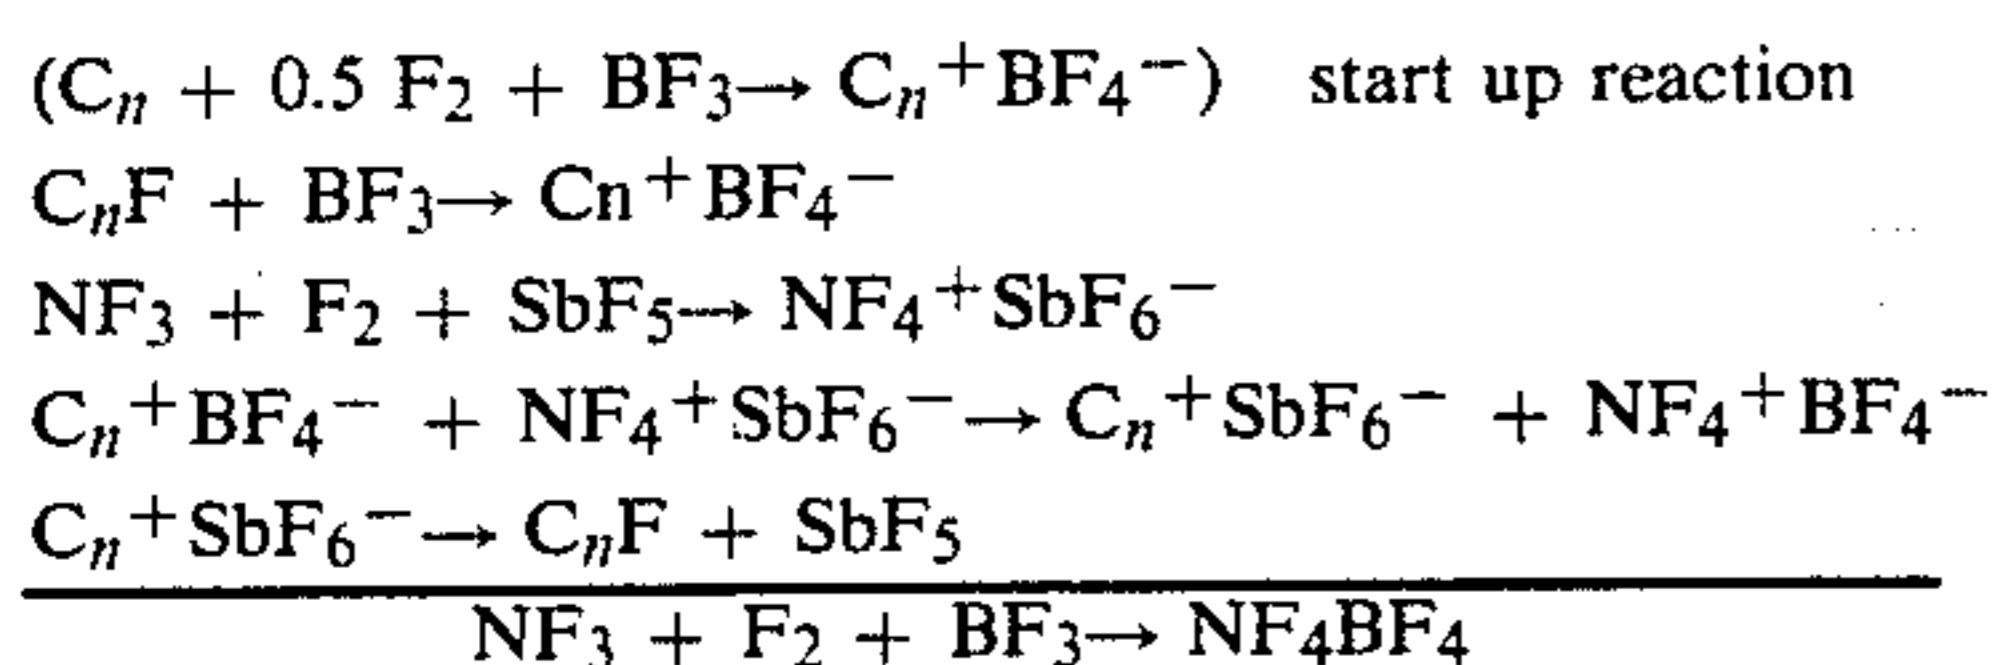 (Cₙ + 0.5 F₂ + BF₃→ Cₙ⁺BF₄⁻) start up reaction
CₙF + BF₃→ Cn⁺BF₄⁻
NF₃ + F₂ + SbF₅→ NF₄⁺SbF₆⁻
Cₙ⁺BF₄⁻ + NF₄⁺SbF₆⁻→ Cₙ⁺SbF₆⁻ + NF₄⁺BF₄⁻
Cₙ⁺SbF₆⁻→ CₙF + SbF₅
NF₃ + F₂ + BF₃→ NF₄BF₄